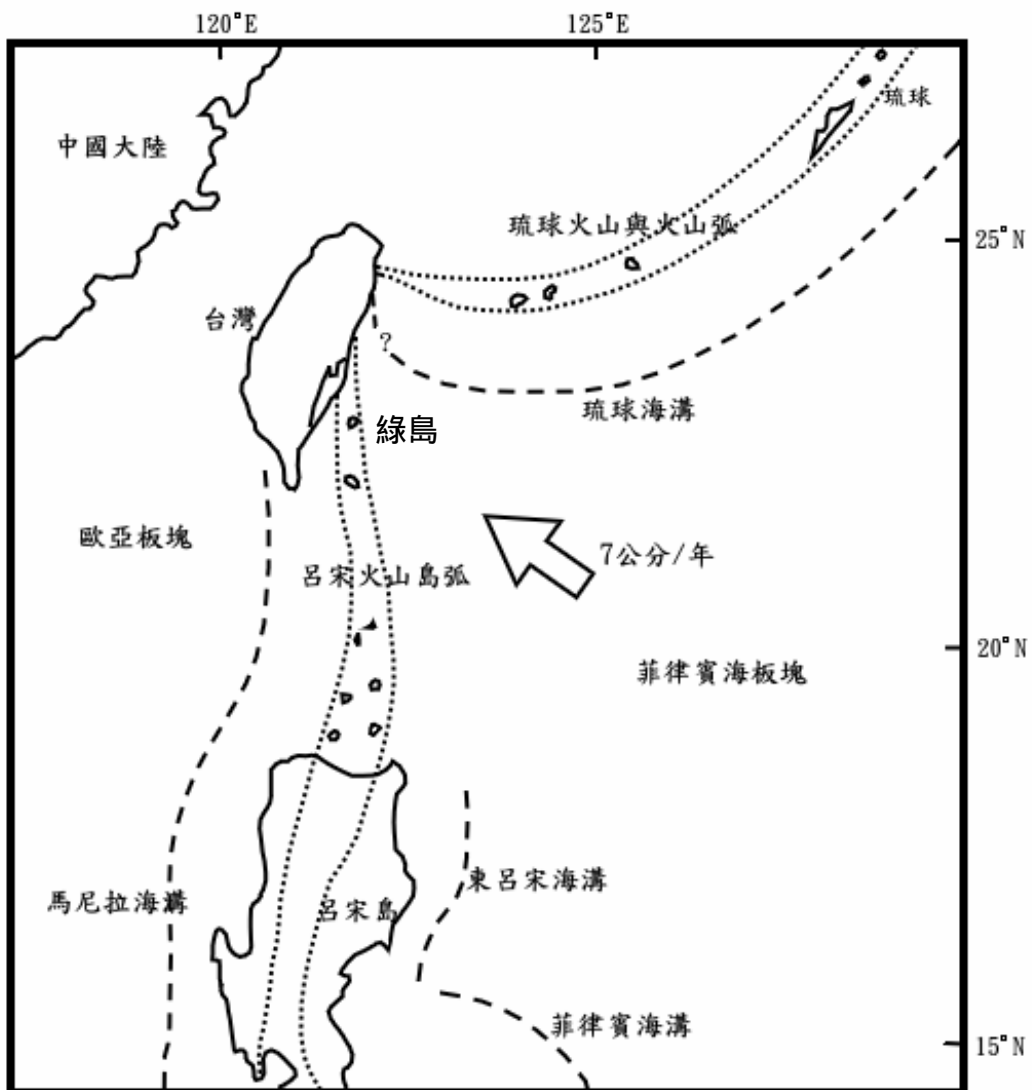 120°E
125°E
琉球
中國大陸
琉球火山與火山弧
25°N
台灣
?
琉球海溝
綠島
歐亞板塊
7公分/年
呂宋火山島弧
20°N
菲律賓海板塊
東呂宋海溝
馬尼拉海溝
呂宋島
菲律賓海溝
15°N